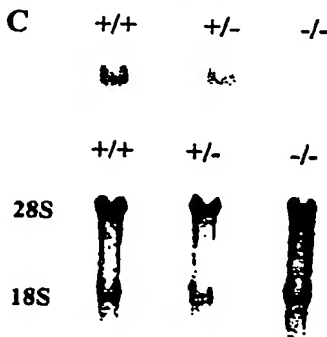 C +/+ +/- -/-
+/+ +/- -/-
28S
18S